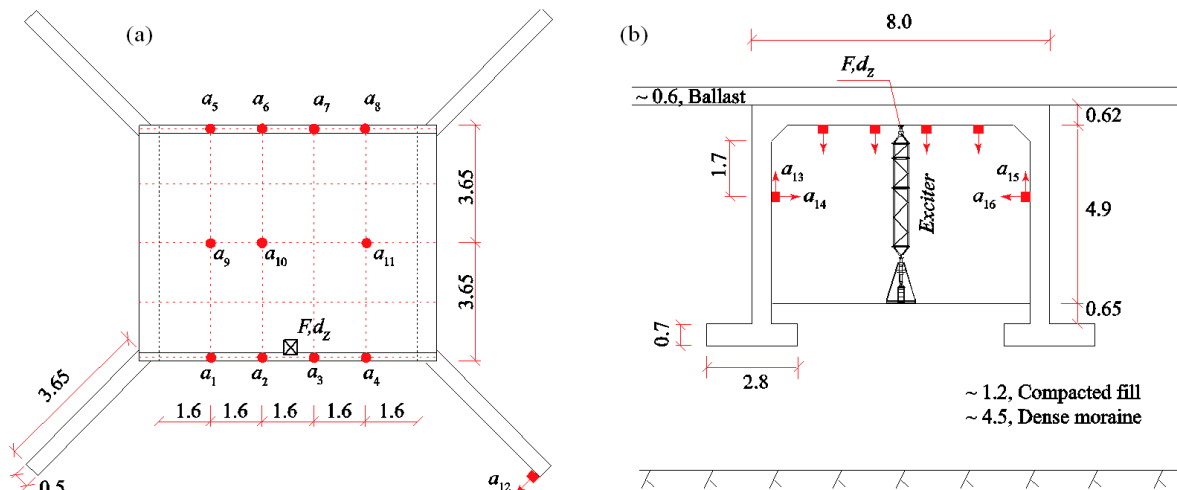 (a)
a5 a6 a7 a8
3.65
a9 a10 a11
3.65
F,dz
a1 a2 a3 a4
3.65
1.6 1.6 1.6 1.6 1.6
0.5
a12
(b)
8.0
F,dz
~ 0.6, Ballast
0.62
1.7
a13 a15
a14 a16
Exciter
4.9
0.65
0.7
2.8
~ 1.2, Compacted fill
~ 4.5, Dense moraine